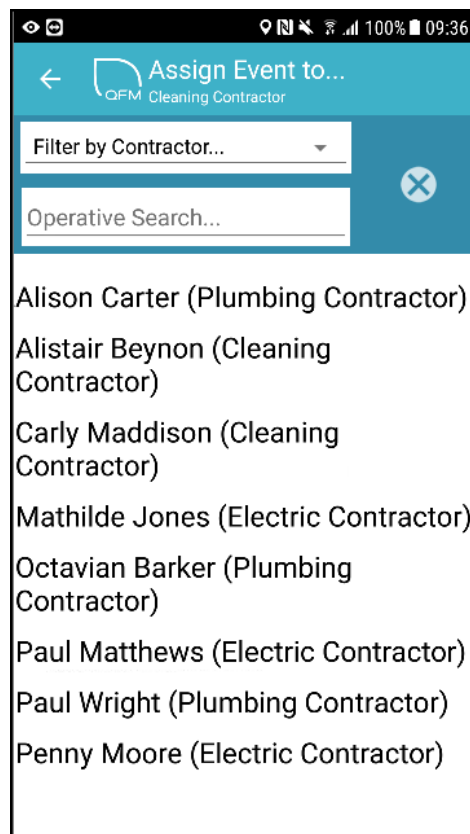 100% 09:36
Assign Event to...
QFM Cleaning Contractor
Filter by Contractor...
Operative Search...
Alison Carter (Plumbing Contractor)
Alistair Beynon (Cleaning
Contractor)
Carly Maddison (Cleaning
Contractor)
Mathilde Jones (Electric Contractor)
Octavian Barker (Plumbing
Contractor)
Paul Matthews (Electric Contractor)
Paul Wright (Plumbing Contractor)
Penny Moore (Electric Contractor)